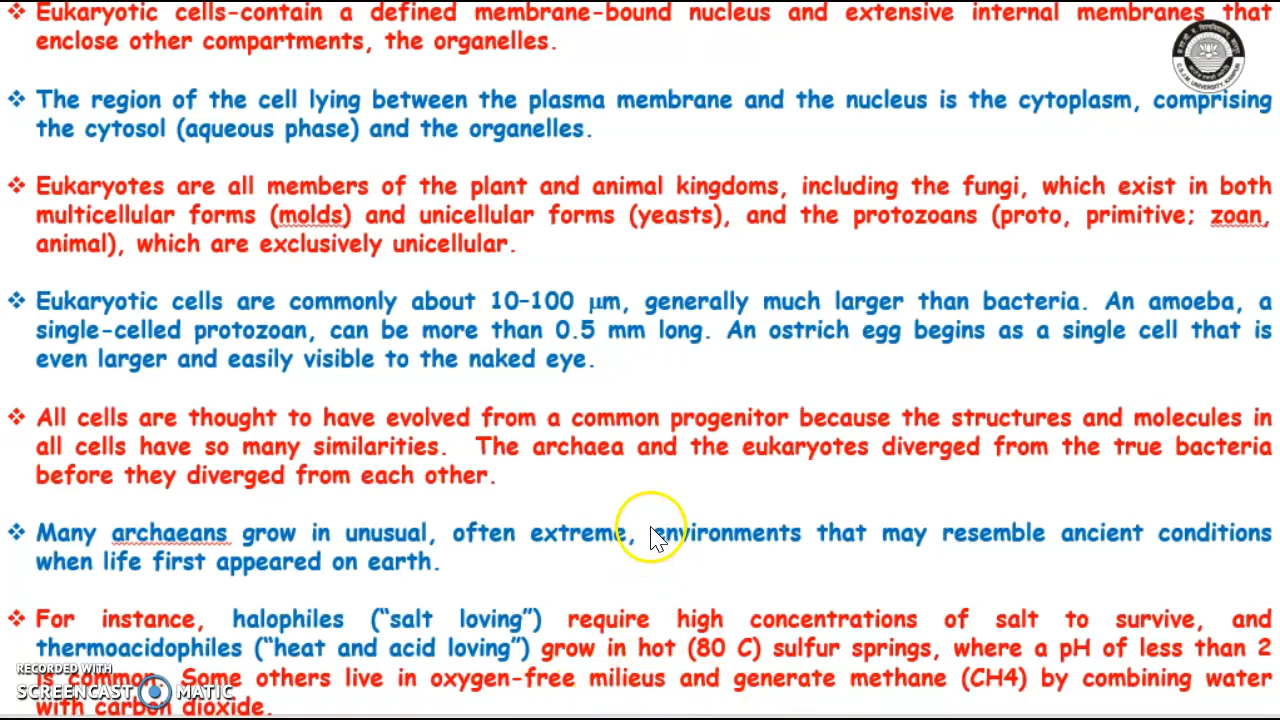 ❖ Eukaryotic cells-contain a defined membrane-bound nucleus and extensive internal membranes that
enclose other compartments, the organelles.
❖ The region of the cell lying between the plasma membrane and the nucleus is the cytoplasm, comprising
the cytosol (aqueous phase) and the organelles.
❖ Eukaryotes are all members of the plant and animal kingdoms, including the fungi, which exist in both
multicellular forms (molds) and unicellular forms (yeasts), and the protozoans (proto, primitive; zoan,
animal), which are exclusively unicellular.
❖ Eukaryotic cells are commonly about 10–100 μm, generally much larger than bacteria. An amoeba, a
single-celled protozoan, can be more than 0.5 mm long. An ostrich egg begins as a single cell that is
even larger and easily visible to the naked eye.
❖ All cells are thought to have evolved from a common progenitor because the structures and molecules in
all cells have so many similarities. The archaea and the eukaryotes diverged from the true bacteria
before they diverged from each other.
❖ Many archaeans grow in unusual, often extreme, environments that may resemble ancient conditions
when life first appeared on earth.
❖ For instance, halophiles (“salt loving”) require high concentrations of salt to survive, and
thermoacidophiles (“heat and acid loving”) grow in hot (80 C) sulfur springs, where a pH of less than 2
is common. Some others live in oxygen-free milieus and generate methane (CH4) by combining water
with carbon dioxide.
RECORDED WITH
SCREENCAST MATIC
C.S.J.M. UNIVERSITY, KANPUR